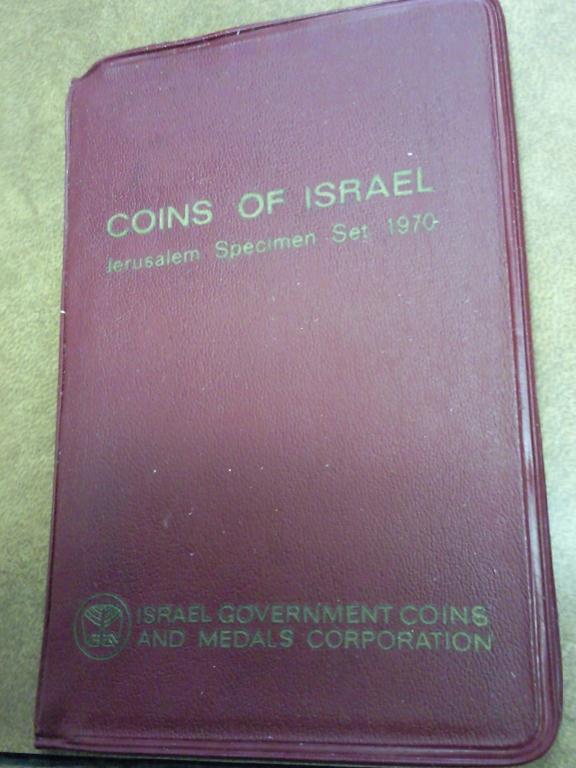 COINS OF ISRAEL
Jerusalem Specimen Set 1970
ISRAEL GOVERNMENT COINS
AND MEDALS CORPORATION